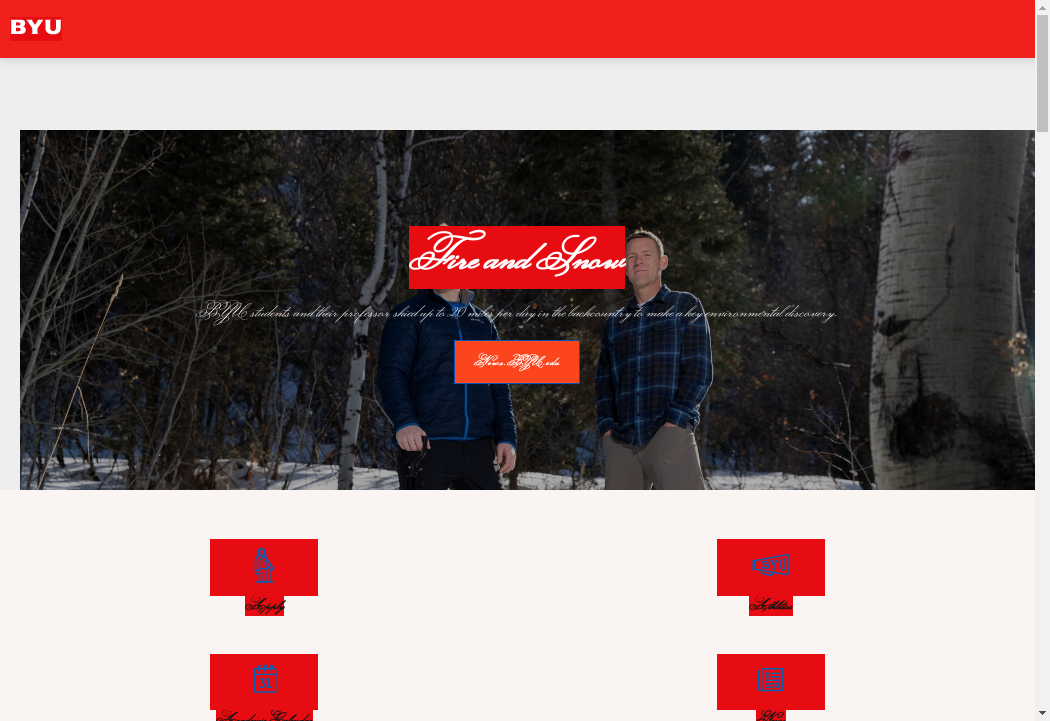 BYU
Fire and Snow
BYU students and their professor skied up to 20 miles per day in the backcountry to make a key environmental discovery.
News.BYU.edu
Apply
Athletics
31
Academic Calendar